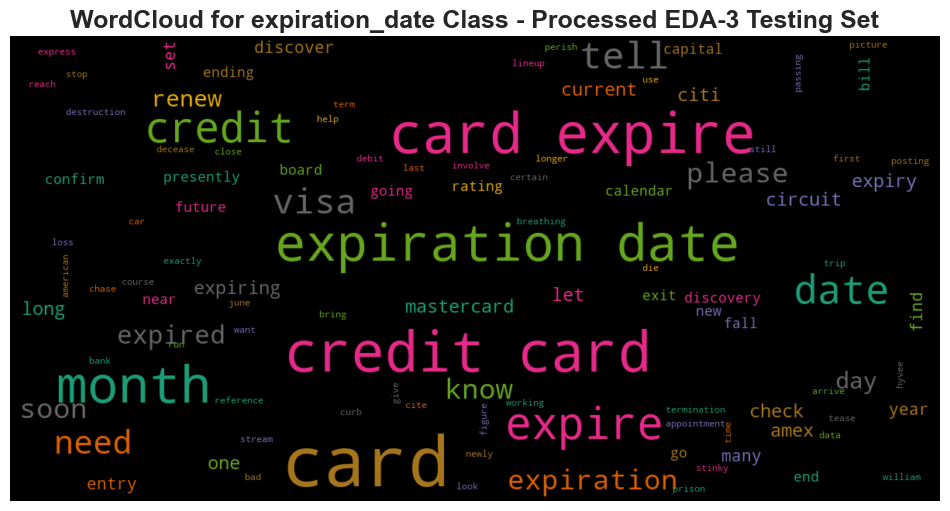 WordCloud for expiration_date Class - Processed EDA-3 Testing Set
express
set
discover
perish
tell
capital
picture
lineup
stop
ending
reach
renew
current
use
citi
passing
bill
destruction
term
help
credit
card expire
decease
close
still
first
posting
debit
last
involve
longer
confirm
presently
board
going
rating
certain
calendar
please
expiry
circuit
future
visa
car
breathing
loss
expiration date
exactly
die
trip
american
chase
course
expiring
date
near
june
long
bring
mastercard
let
exit
discovery
new
fall
find
expired
want
run
credit card
bank
month
reference
give
know
day
hyvee
arrive
soon
curb
cite
figure
working
expire
termination
appointment
time
check
tease
year
need
stream
amex
data
one
card
newly
go
many
stinky
bad
look
entry
expiration
prison
end
william